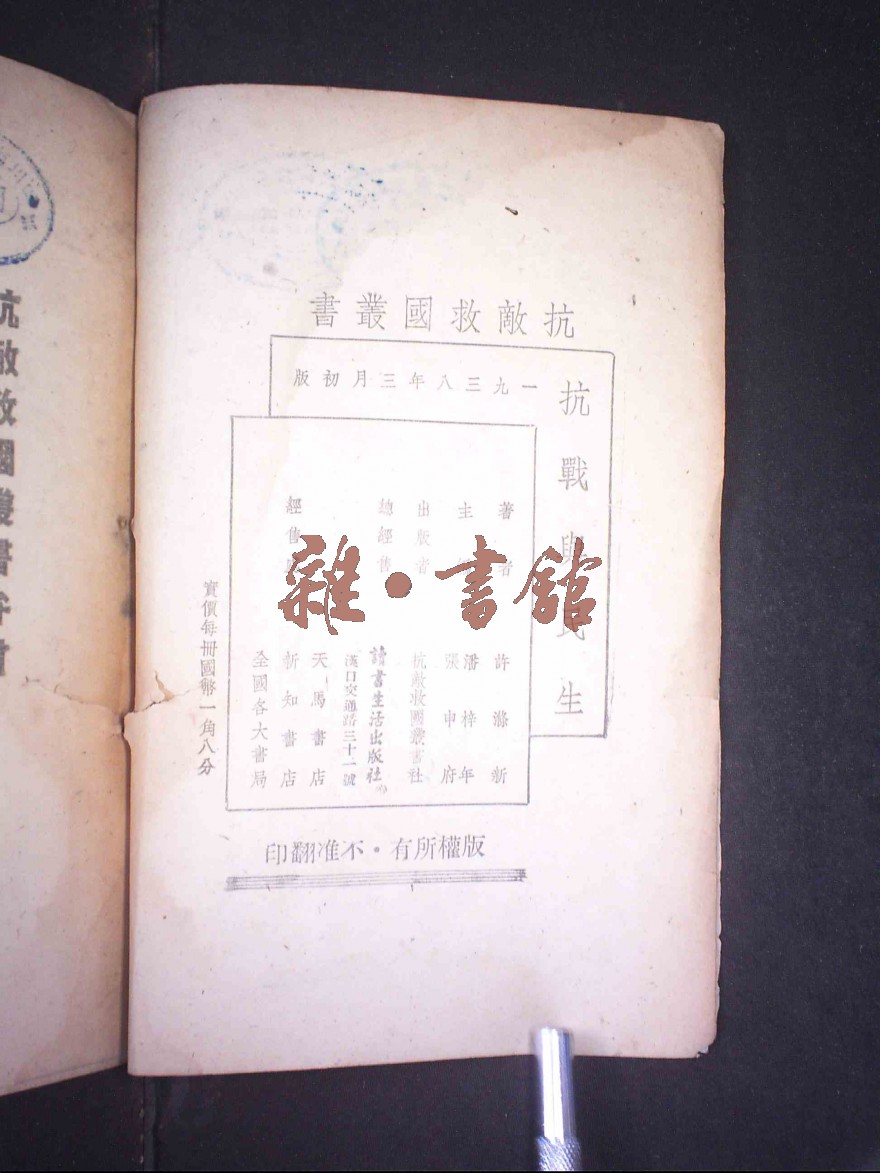 抗敵救國叢書
抗戰與民生
一九三八年三月初版
著者 許滌新
主編 潘梓年
張申府
出版者 抗敵救國叢書社
總經售 讀書生活出版社
漢口交通路三十一號
經售處 天馬書店
新知書店
全國各大書局
實價每冊國幣一角八分
版權所有・不准翻印
雜・書館
抗敵救國叢書